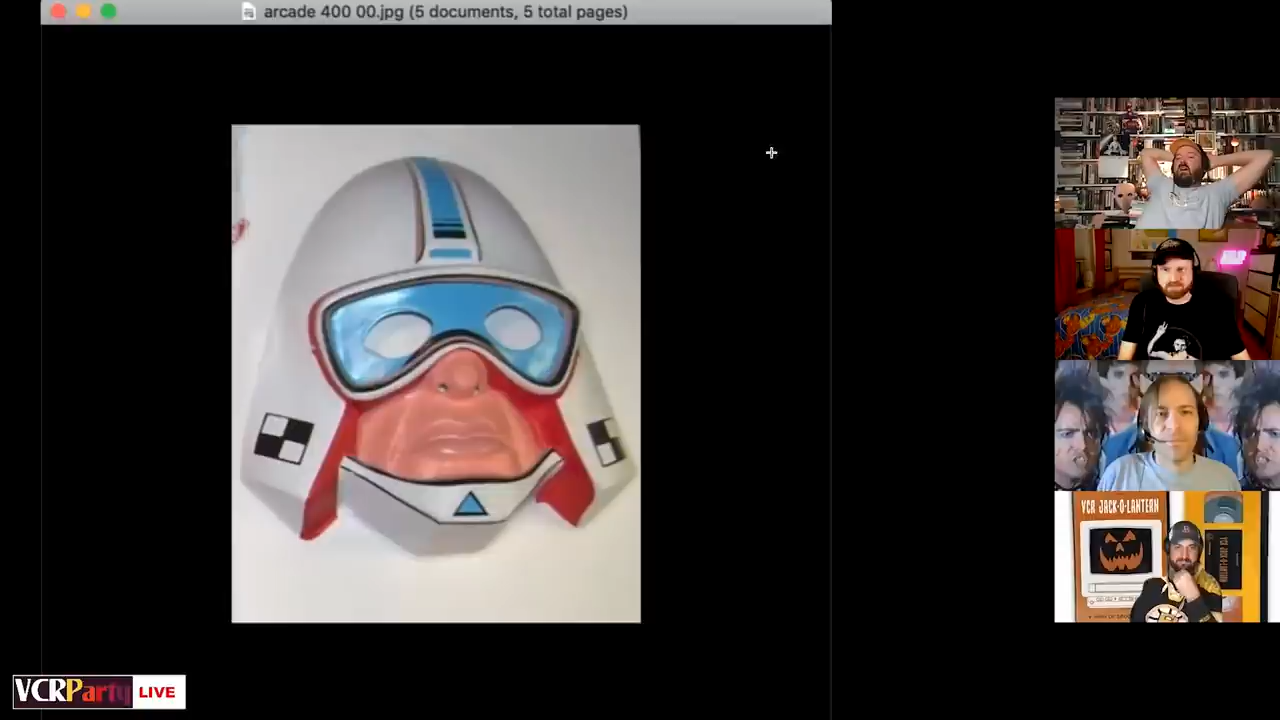 arcade 400 00.jpg (5 documents, 5 total pages)
VCR JACK-O-LANTERN
VCRParty LIVE